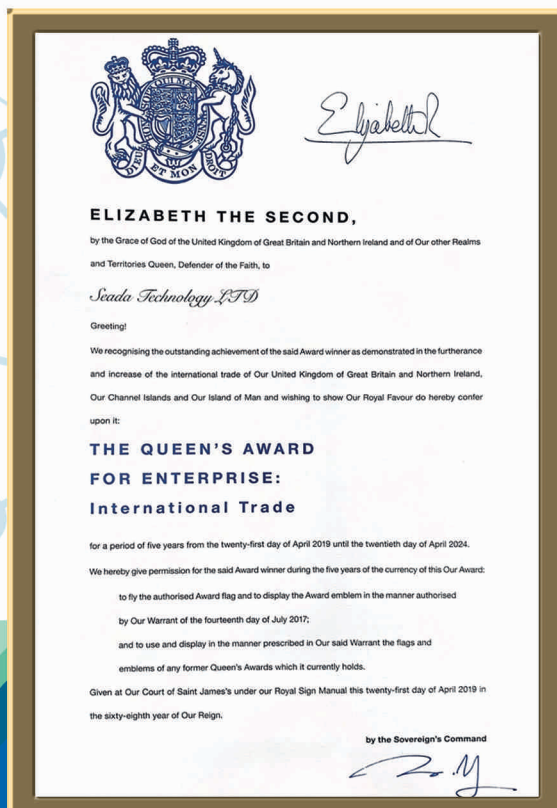 HONI SOIT QUI MAL
DIEU ET MON DROIT
Elizabeth R
ELIZABETH THE SECOND,
by the Grace of God of the United Kingdom of Great Britain and Northern Ireland and of Our other Realms
and Territories Queen, Defender of the Faith, to
Seada Technology LTD
Greeting!
We recognising the outstanding achievement of the said Award winner as demonstrated in the furtherance
and increase of the international trade of Our United Kingdom of Great Britain and Northern Ireland,
Our Channel Islands and Our Island of Man and wishing to show Our Royal Favour do hereby confer
upon it:
THE QUEEN'S AWARD
FOR ENTERPRISE:
International Trade
for a period of five years from the twenty-first day of April 2019 until the twentieth day of April 2024.
We hereby give permission for the said Award winner during the five years of the currency of this Our Award:
to fly the authorised Award flag and to display the Award emblem in the manner authorised
by Our Warrant of the fourteenth day of July 2017;
and to use and display in the manner prescribed in Our said Warrant the flags and
emblems of any former Queen's Awards which it currently holds.
Given at Our Court of Saint James's under our Royal Sign Manual this twenty-first day of April 2019 in
the sixty-eighth year of Our Reign.
by the Sovereign's Command